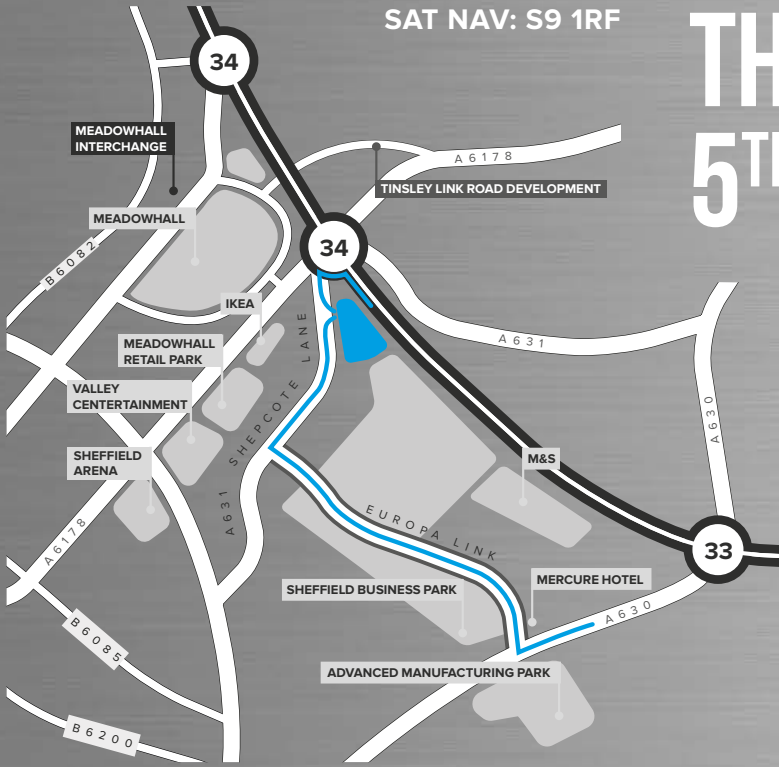 SAT NAV: S9 1RF
TH
5TH
34
MEADOWHALL
INTERCHANGE
A6178
TINSLEY LINK ROAD DEVELOPMENT
MEADOWHALL
34
B6082
IKEA
A631
MEADOWHALL
RETAIL PARK
SHEPCOTE LANE
VALLEY
CENTERTAINMENT
A630
SHEFFIELD
ARENA
M&S
A631
EUROPA LINK
A6178
33
SHEFFIELD BUSINESS PARK
MERCURE HOTEL
A630
B6085
ADVANCED MANUFACTURING PARK
B6200